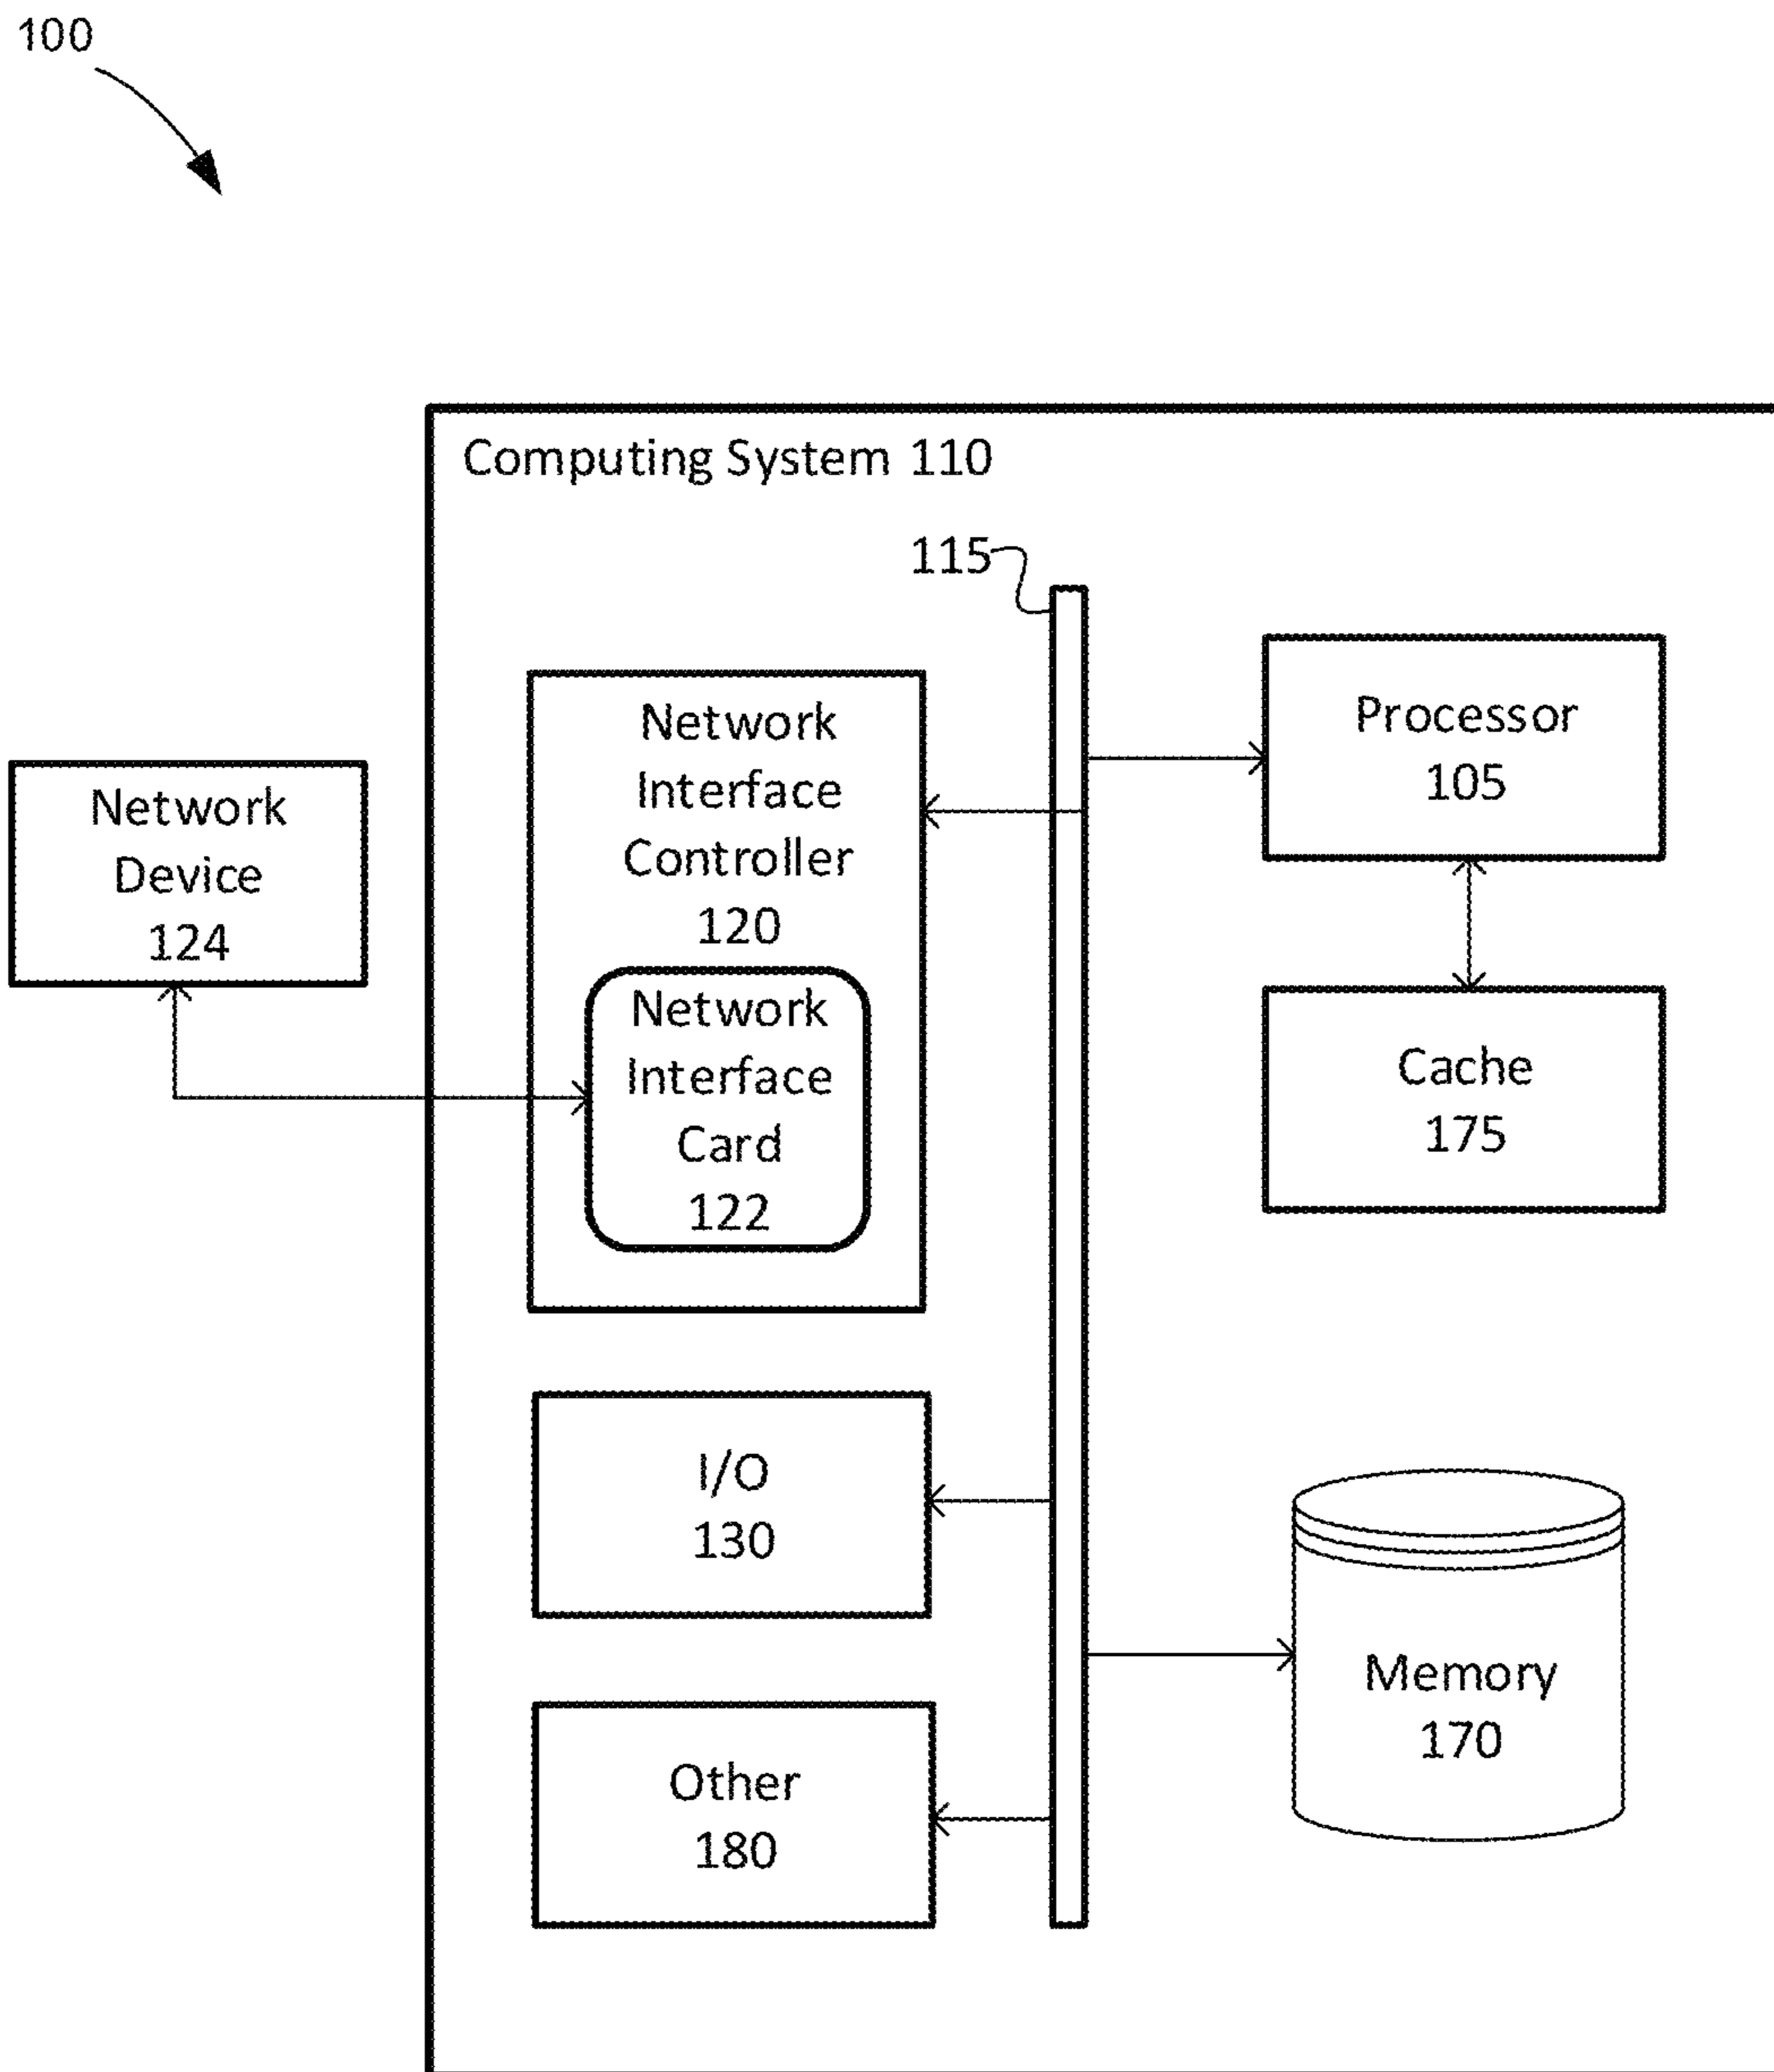 100
Computing System 110
115
Network
Interface
Controller
120
Network
Interface
Card
122
Network
Device
124
Processor
105
Cache
175
I/O
130
Memory
170
Other
180